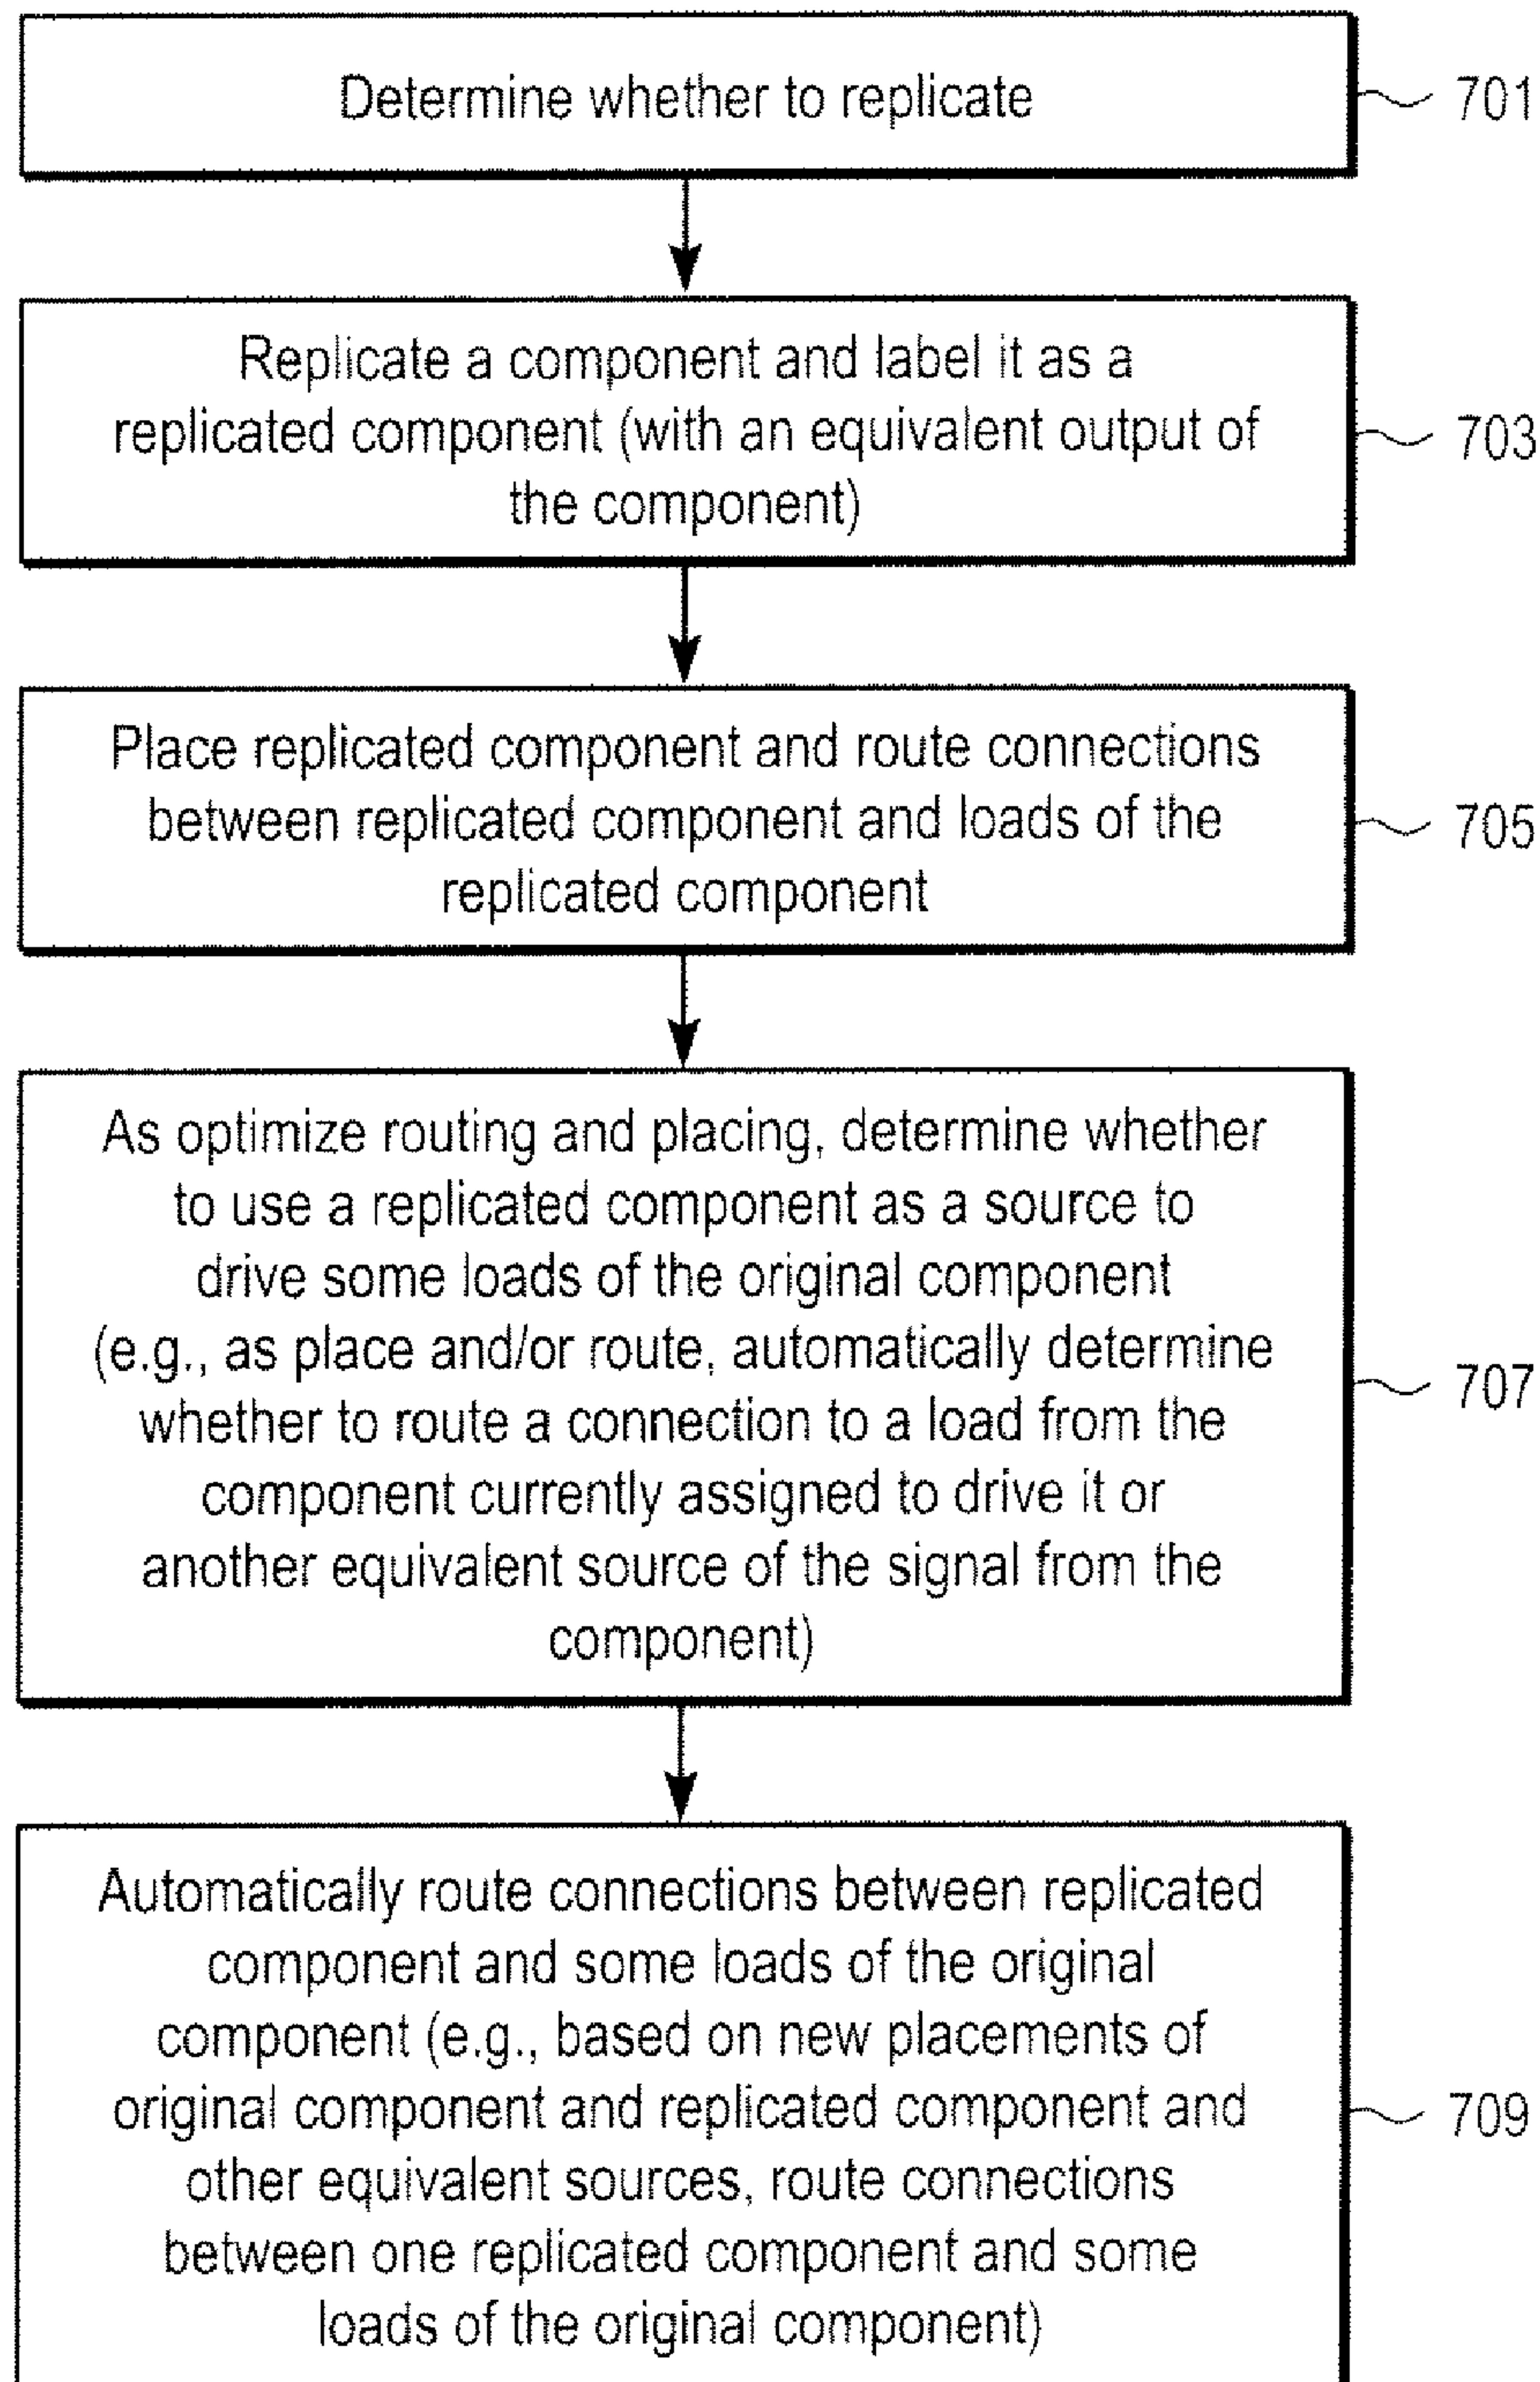 Determine whether to replicate
701
Replicate a component and label it as a
replicated component (with an equivalent output of
the component)
703
Place replicated component and route connections
between replicated component and loads of the
replicated component
705
As optimize routing and placing, determine whether
to use a replicated component as a source to
drive some loads of the original component
(e.g., as place and/or route, automatically determine
whether to route a connection to a load from the
component currently assigned to drive it or
another equivalent source of the signal from the
component)
707
Automatically route connections between replicated
component and some loads of the original
component (e.g., based on new placements of
original component and replicated component and
other equivalent sources, route connections
between one replicated component and some
loads of the original component)
709